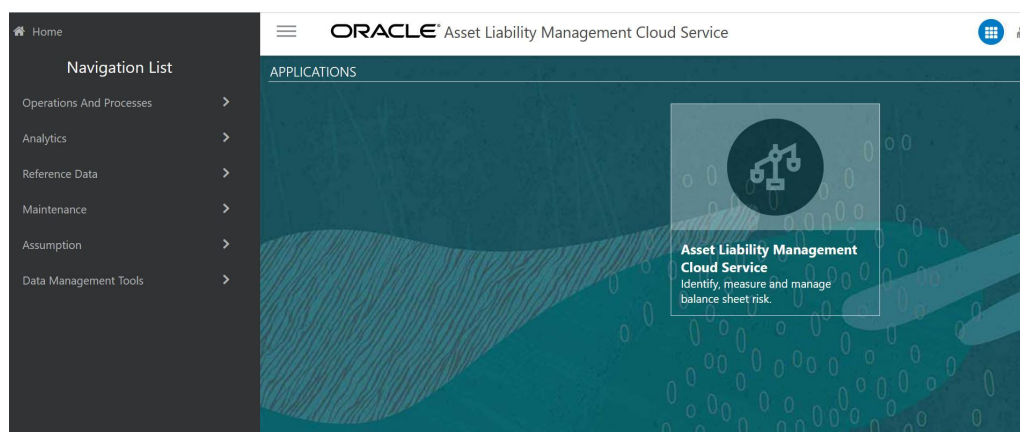 Home
Navigation List
Operations And Processes
Analytics
Reference Data
Maintenance
Assumption
Data Management Tools
ORACLE® Asset Liability Management Cloud Service
APPLICATIONS
Asset Liability Management
Cloud Service
Identify, measure and manage
balance sheet risk.